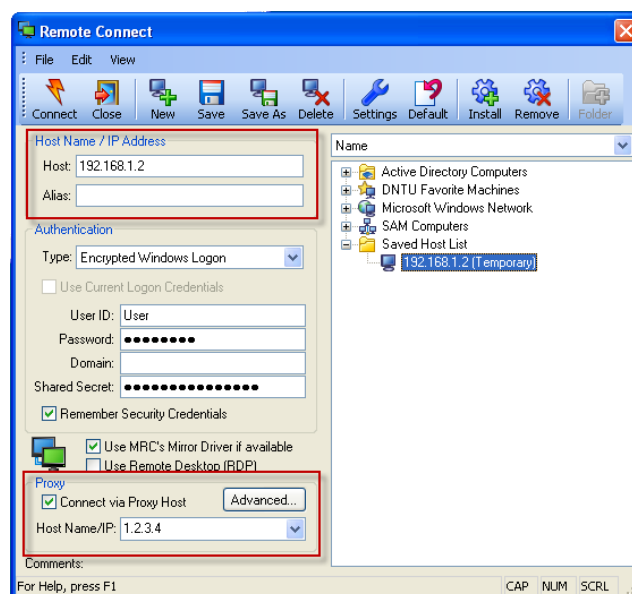 Remote Connect
File Edit View
Connect Close New Save Save As Delete Settings Default Install Remove Folder
Host Name / IP Address
Host: 192.168.1.2
Alias:
Authentication
Type: Encrypted Windows Logon
Use Current Logon Credentials
User ID: User
Password: ●●●●●●●●
Domain:
Shared Secret: ●●●●●●●●●●●●●●●
Remember Security Credentials
Use MRC's Mirror Driver if available
Use Remote Desktop (RDP)
Proxy
Connect via Proxy Host Advanced...
Host Name/IP: 1.2.3.4
Comments:
Name
Active Directory Computers
DNTU Favorite Machines
Microsoft Windows Network
SAM Computers
Saved Host List
192.168.1.2 (Temporary)
For Help, press F1 CAP NUM SCRL